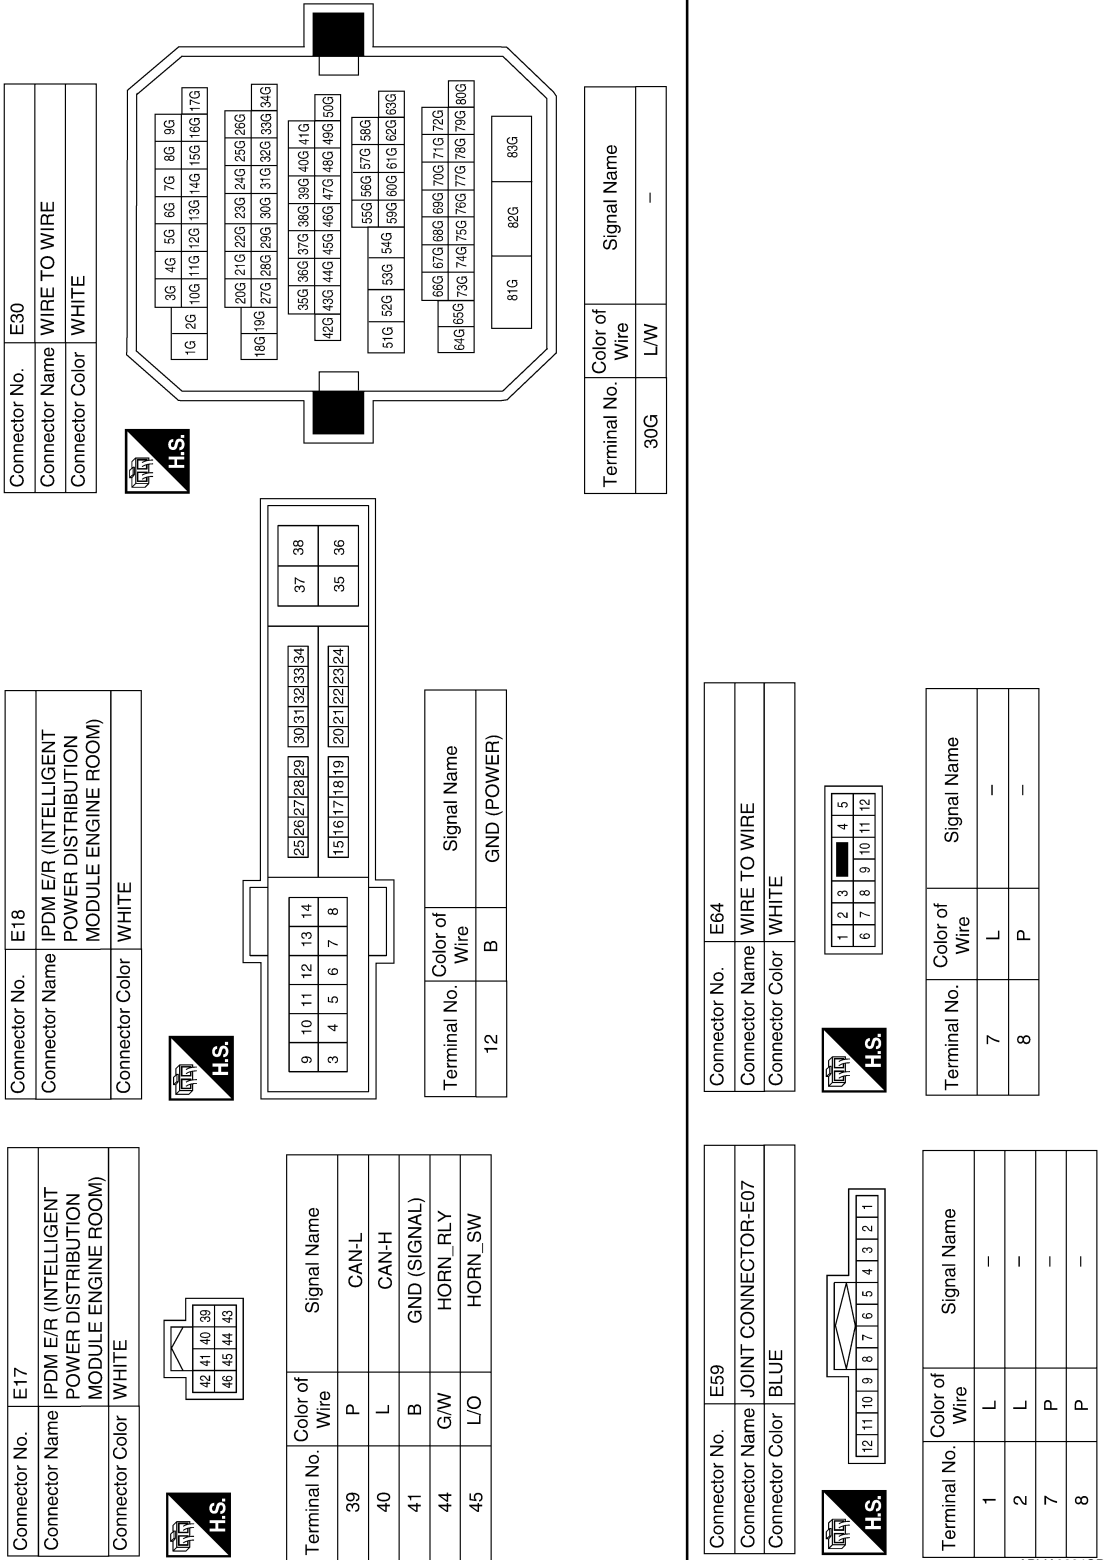 Connector No. E17
Connector Name IPDM E/R (INTELLIGENT
POWER DISTRIBUTION
MODULE ENGINE ROOM)
Connector Color WHITE
H.S.
42 41 40 39
46 45 44 43
Terminal No. Color of Wire Signal Name
39 P CAN-L
40 L CAN-H
41 B GND (SIGNAL)
44 G/W HORN_RLY
45 L/O HORN_SW
Connector No. E18
Connector Name IPDM E/R (INTELLIGENT
POWER DISTRIBUTION
MODULE ENGINE ROOM)
Connector Color WHITE
H.S.
9 10 11 12 13 14 25 26 27 28 29 30 31 32 33 34 37 38
3 4 5 6 7 8 15 16 17 18 19 20 21 22 23 24 35 36
Terminal No. Color of Wire Signal Name
12 B GND (POWER)
Connector No. E30
Connector Name WIRE TO WIRE
Connector Color WHITE
H.S.
3G 4G 5G 6G 7G 8G 9G
1G 2G 10G 11G 12G 13G 14G 15G 16G 17G
20G 21G 22G 23G 24G 25G 26G
18G 19G 27G 28G 29G 30G 31G 32G 33G 34G
35G 36G 37G 38G 39G 40G 41G
42G 43G 44G 45G 46G 47G 48G 49G 50G
55G 56G 57G 58G
51G 52G 53G 54G 59G 60G 61G 62G 63G
66G 67G 68G 69G 70G 71G 72G
64G 65G 73G 74G 75G 76G 77G 78G 79G 80G
81G 82G 83G
Terminal No. Color of Wire Signal Name
30G L/W –
Connector No. E59
Connector Name JOINT CONNECTOR-E07
Connector Color BLUE
H.S.
12 11 10 9 8 7 6 5 4 3 2 1
Terminal No. Color of Wire Signal Name
1 L –
2 L –
7 P –
8 P –
Connector No. E64
Connector Name WIRE TO WIRE
Connector Color WHITE
H.S.
1 2 3 4 5
6 7 8 9 10 11 12
Terminal No. Color of Wire Signal Name
7 L –
8 P –